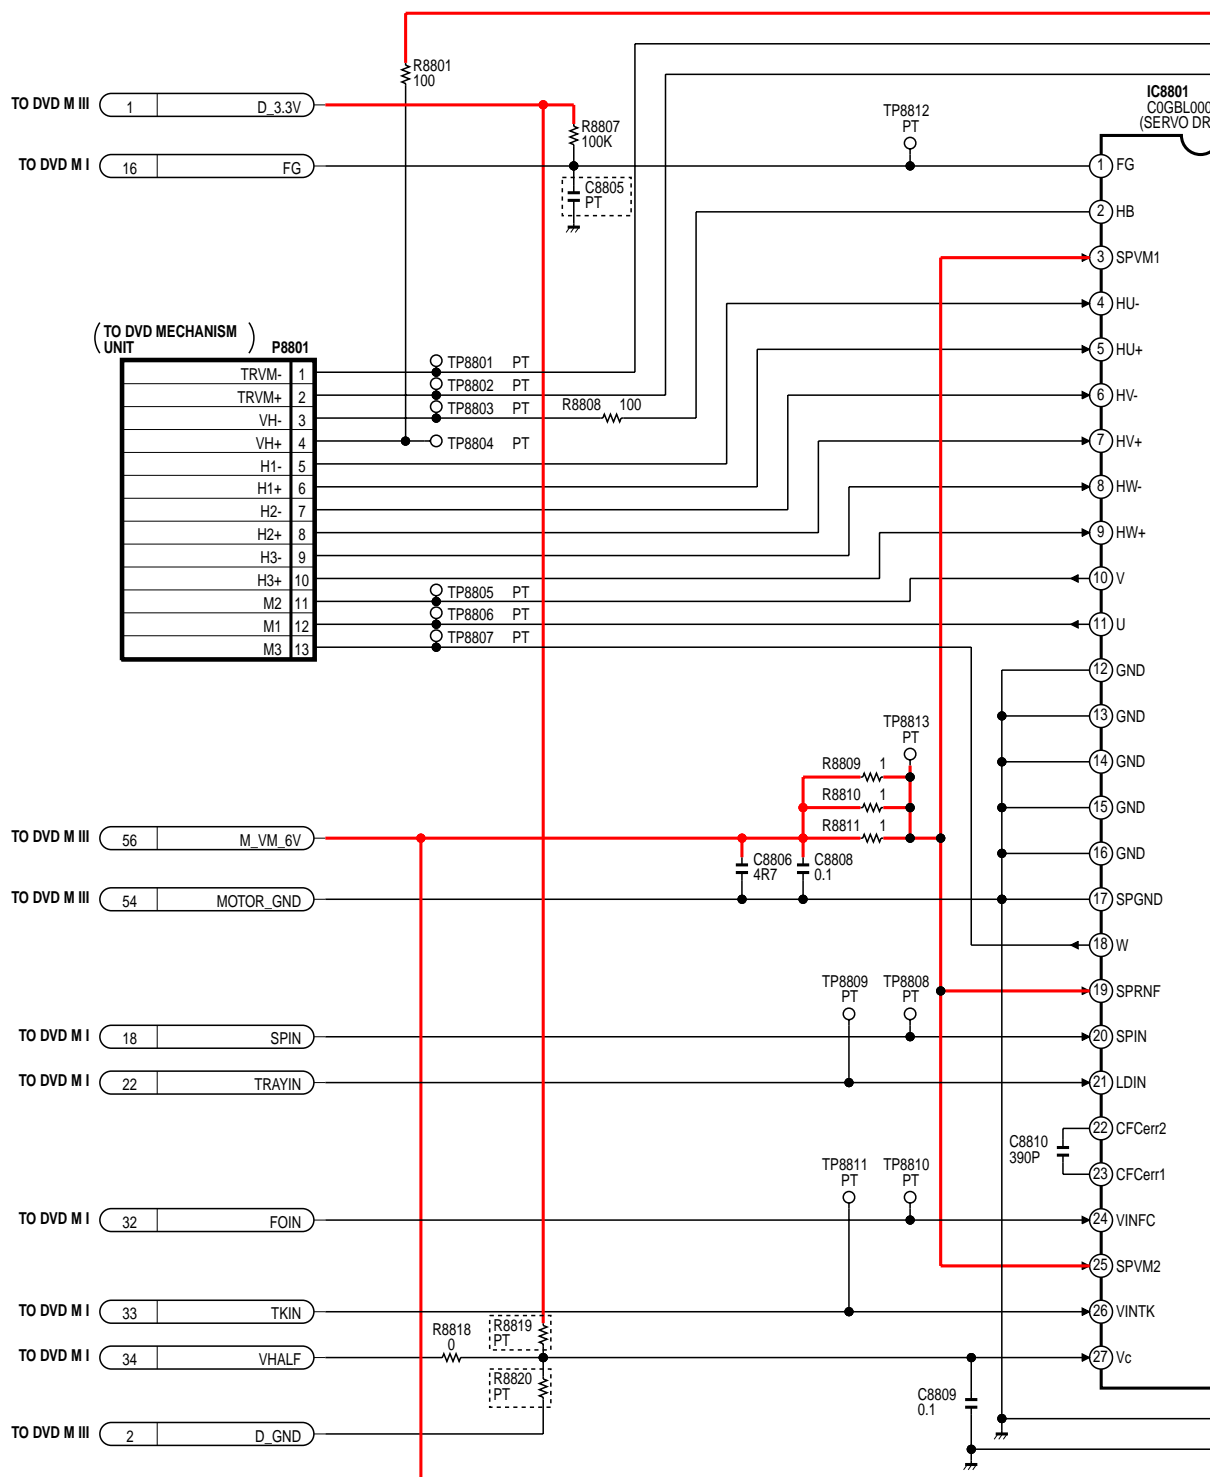 R8801
100
TO DVD M III 1 D_3.3V
R8807
100K
TP8812
PT
IC8801
C0GBL000
(SERVO DR
TO DVD M I 16 FG
1 FG
C8805
PT
2 HB
3 SPVM1
4 HU-
(TO DVD MECHANISM
UNIT)
P8801
5 HU+
TRVM- 1
TP8801 PT
TRVM+ 2
TP8802 PT
6 HV-
VH- 3
TP8803 PT
R8808 100
VH+ 4
TP8804 PT
7 HV+
H1- 5
H1+ 6
8 HW-
H2- 7
H2+ 8
9 HW+
H3- 9
H3+ 10
10 V
M2 11
TP8805 PT
M1 12
TP8806 PT
11 U
M3 13
TP8807 PT
12 GND
13 GND
TP8813
PT
14 GND
R8809 1
R8810 1
15 GND
R8811 1
TO DVD M III 56 M_VM_6V
16 GND
C8806
4R7
C8808
0.1
TO DVD M III 54 MOTOR_GND
17 SPGND
18 W
TP8809
PT
TP8808
PT
19 SPRNF
TO DVD M I 18 SPIN
20 SPIN
TO DVD M I 22 TRAYIN
21 LDIN
22 CFCerr2
C8810
390P
23 CFCerr1
TP8811
PT
TP8810
PT
TO DVD M I 32 FOIN
24 VINFC
25 SPVM2
TO DVD M I 33 TKIN
26 VINTK
R8819
PT
R8818
0
TO DVD M I 34 VHALF
27 Vc
R8820
PT
C8809
0.1
TO DVD M III 2 D_GND